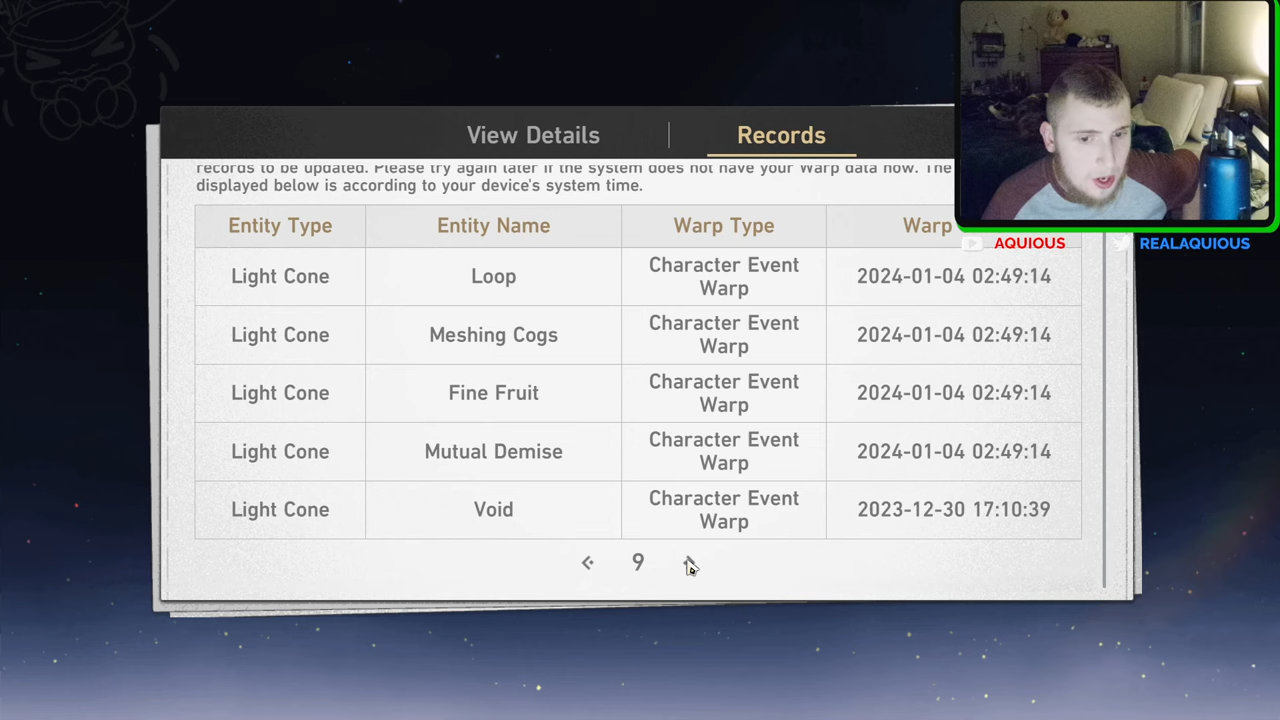 View Details
Records
records to be updated. Please try again later if the system does not have your Warp data now. The
displayed below is according to your device's system time.
Entity Type Entity Name Warp Type Warp
AQUIOUS REALAQUIOUS
Light Cone Loop Character Event Warp 2024-01-04 02:49:14
Light Cone Meshing Cogs Character Event Warp 2024-01-04 02:49:14
Light Cone Fine Fruit Character Event Warp 2024-01-04 02:49:14
Light Cone Mutual Demise Character Event Warp 2024-01-04 02:49:14
Light Cone Void Character Event Warp 2023-12-30 17:10:39
9